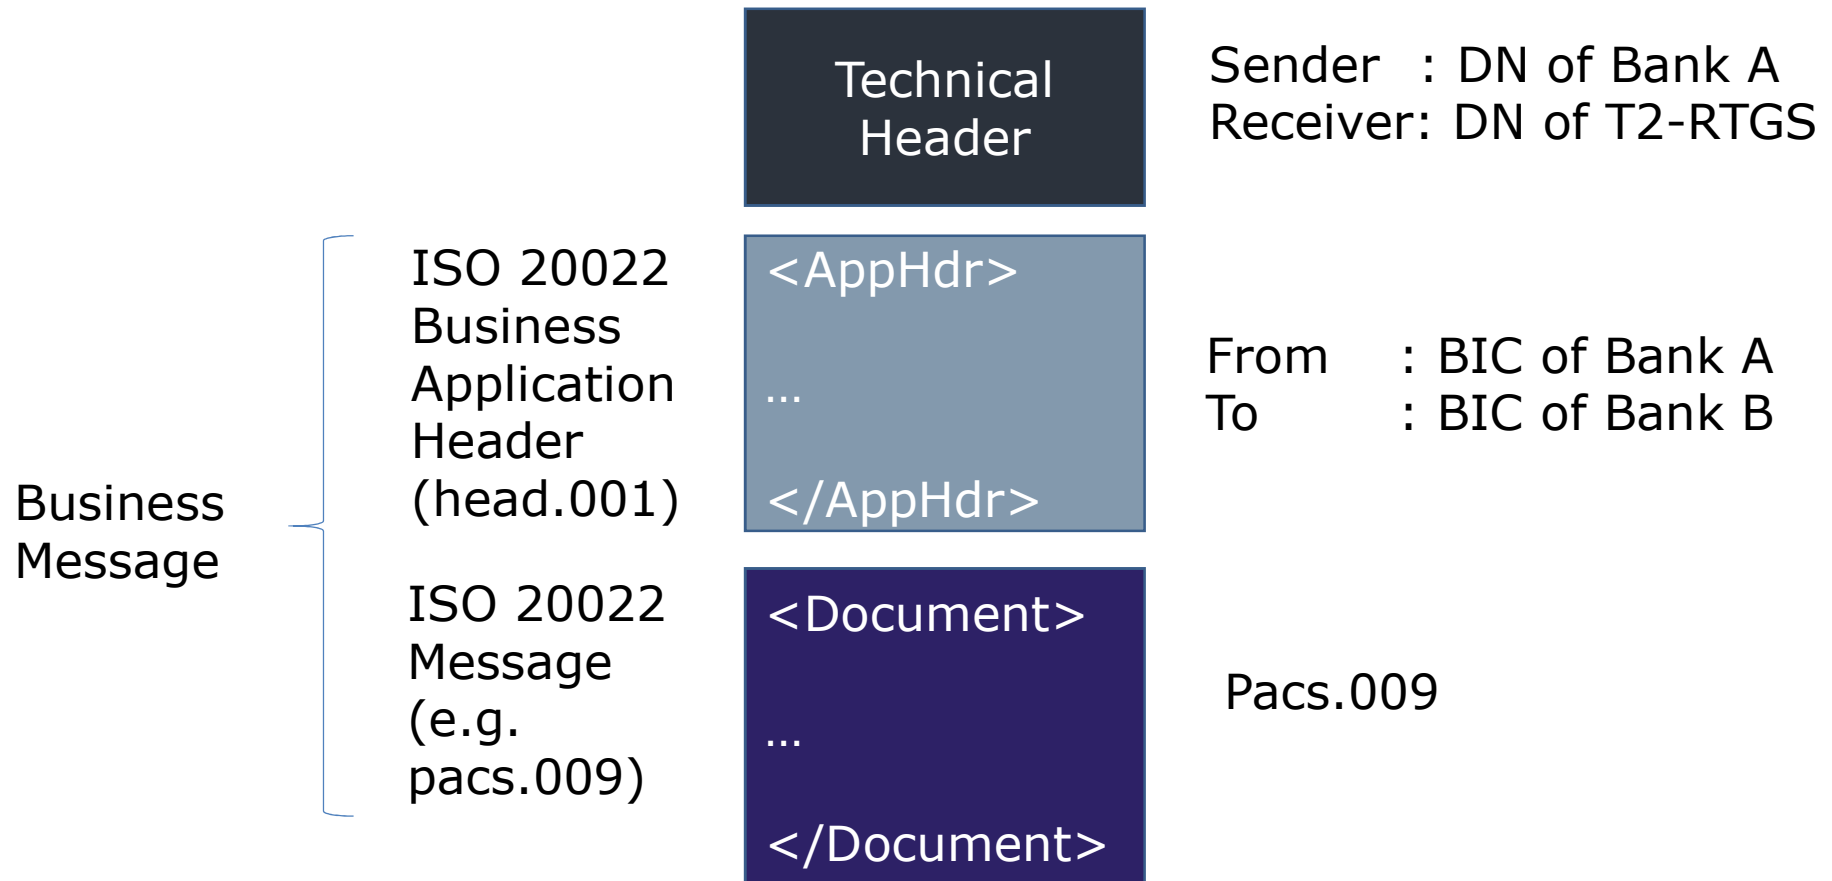 Technical
Header
Sender : DN of Bank A
Receiver: DN of T2-RTGS
Business
Message
ISO 20022
Business
Application
Header
(head.001)
<AppHdr>
...
</AppHdr>
From : BIC of Bank A
To : BIC of Bank B
ISO 20022
Message
(e.g.
pacs.009)
<Document>
...
</Document>
Pacs.009